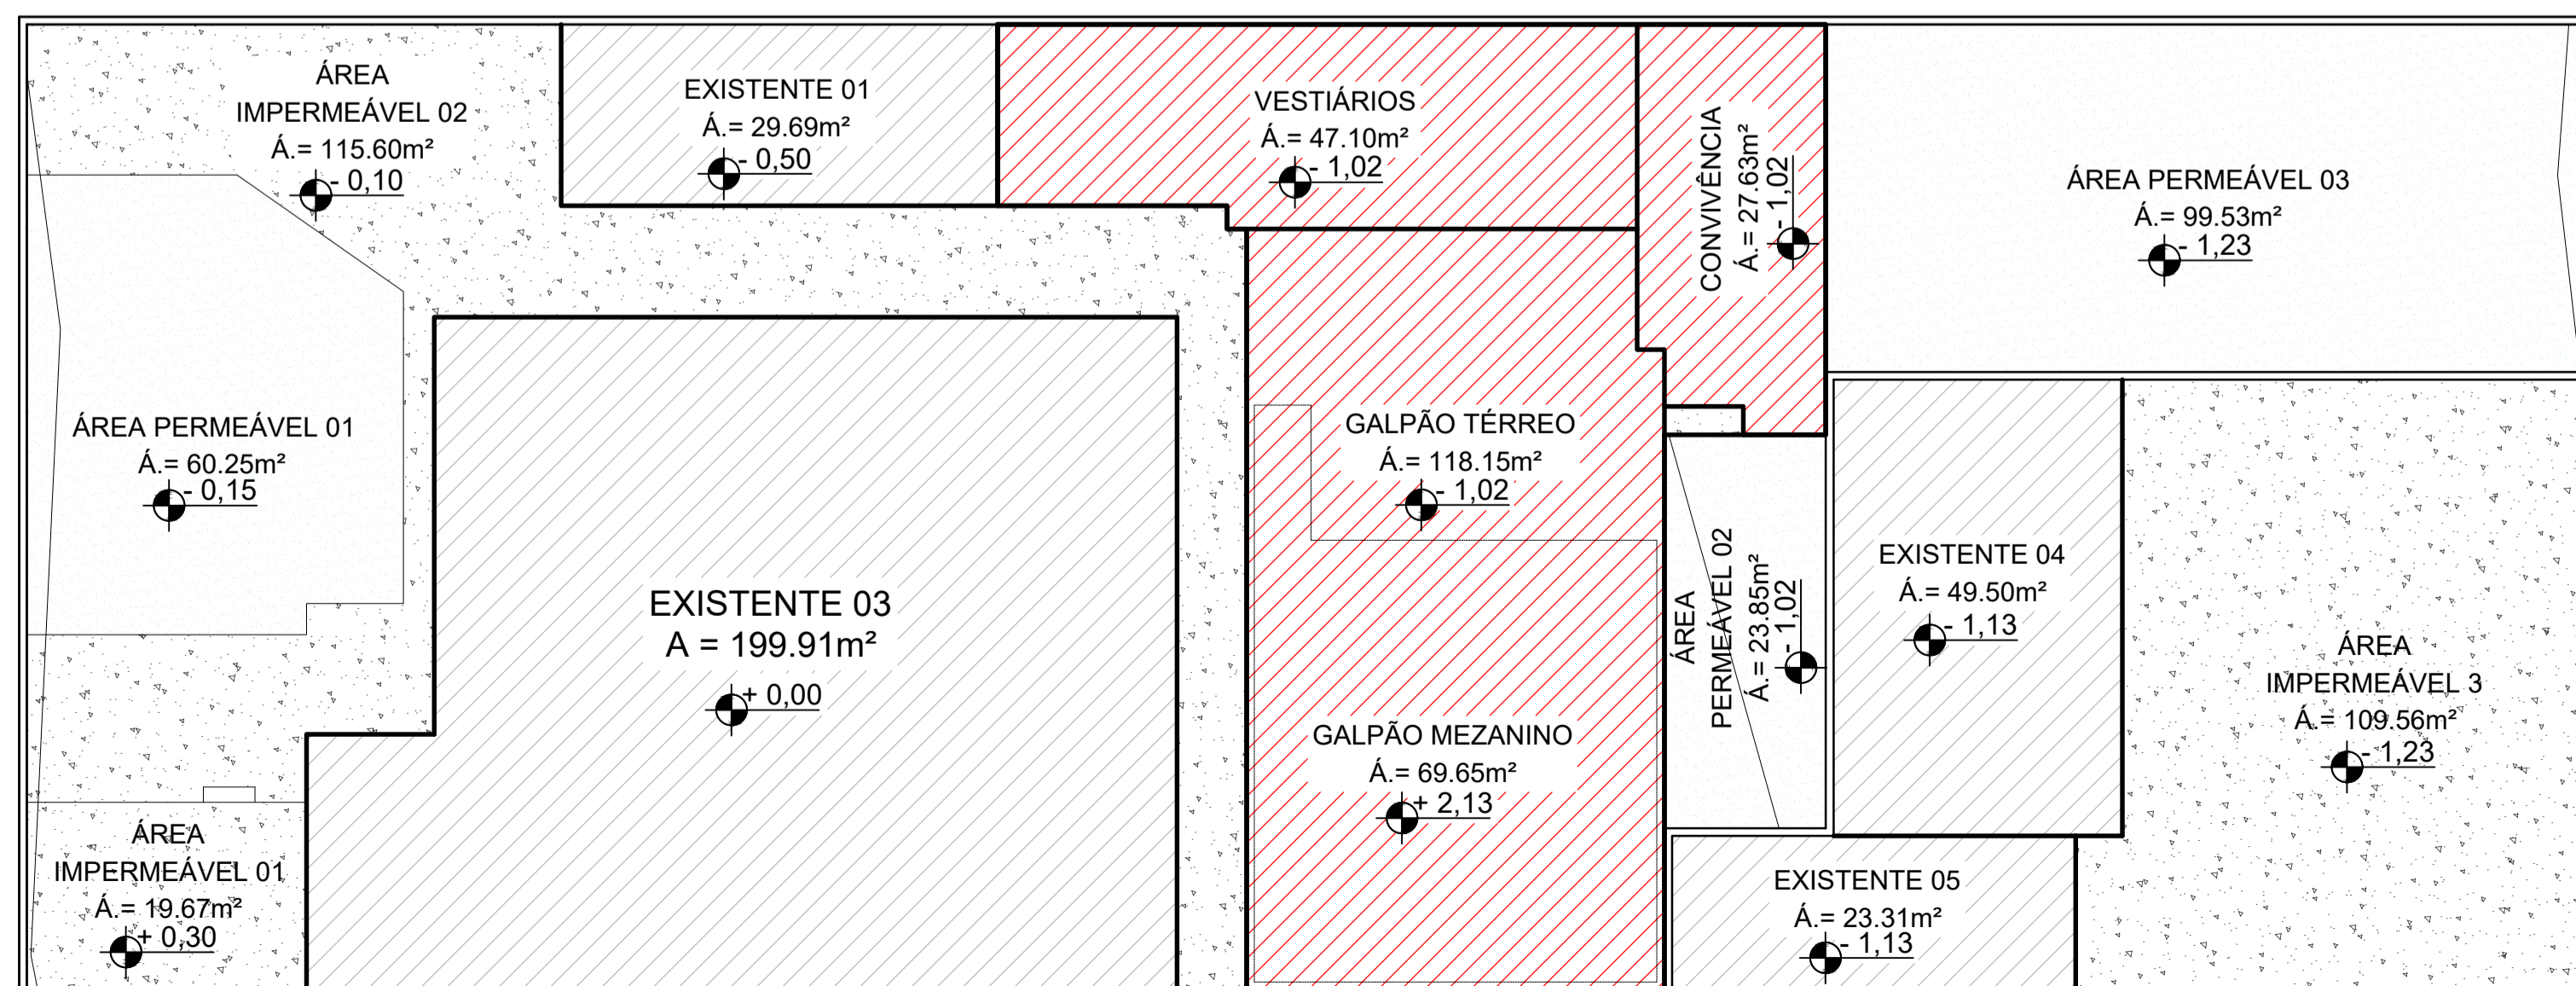 ÁREA
IMPERMEÁVEL 02
Á.= 115.60m²
- 0,10
EXISTENTE 01
Á.= 29.69m²
- 0,50
VESTIÁRIOS
Á.= 47.10m²
- 1,02
CONVIVÊNCIA
Á.= 27.63m²
- 1,02
ÁREA PERMEÁVEL 03
Á.= 99.53m²
- 1,23
ÁREA PERMEÁVEL 01
Á.= 60.25m²
- 0,15
EXISTENTE 03
A = 199.91m²
+ 0,00
GALPÃO TÉRREO
Á.= 118.15m²
- 1,02
GALPÃO MEZANINO
Á.= 69.65m²
+ 2,13
ÁREA
PERMEÁVEL 02
Á.= 23.85m²
- 1,02
EXISTENTE 04
Á.= 49.50m²
- 1,13
ÁREA
IMPERMEÁVEL 3
Á.= 109.56m²
- 1,23
ÁREA
IMPERMEÁVEL 01
Á.= 19.67m²
+ 0,30
EXISTENTE 05
Á.= 23.31m²
- 1,13